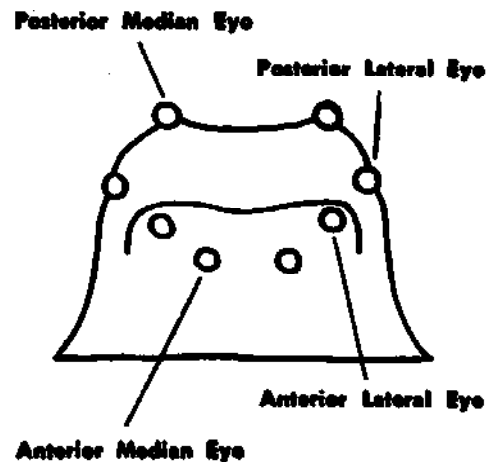 Posterior Median Eye
Posterior Lateral Eye
Anterior Lateral Eye
Anterior Median Eye